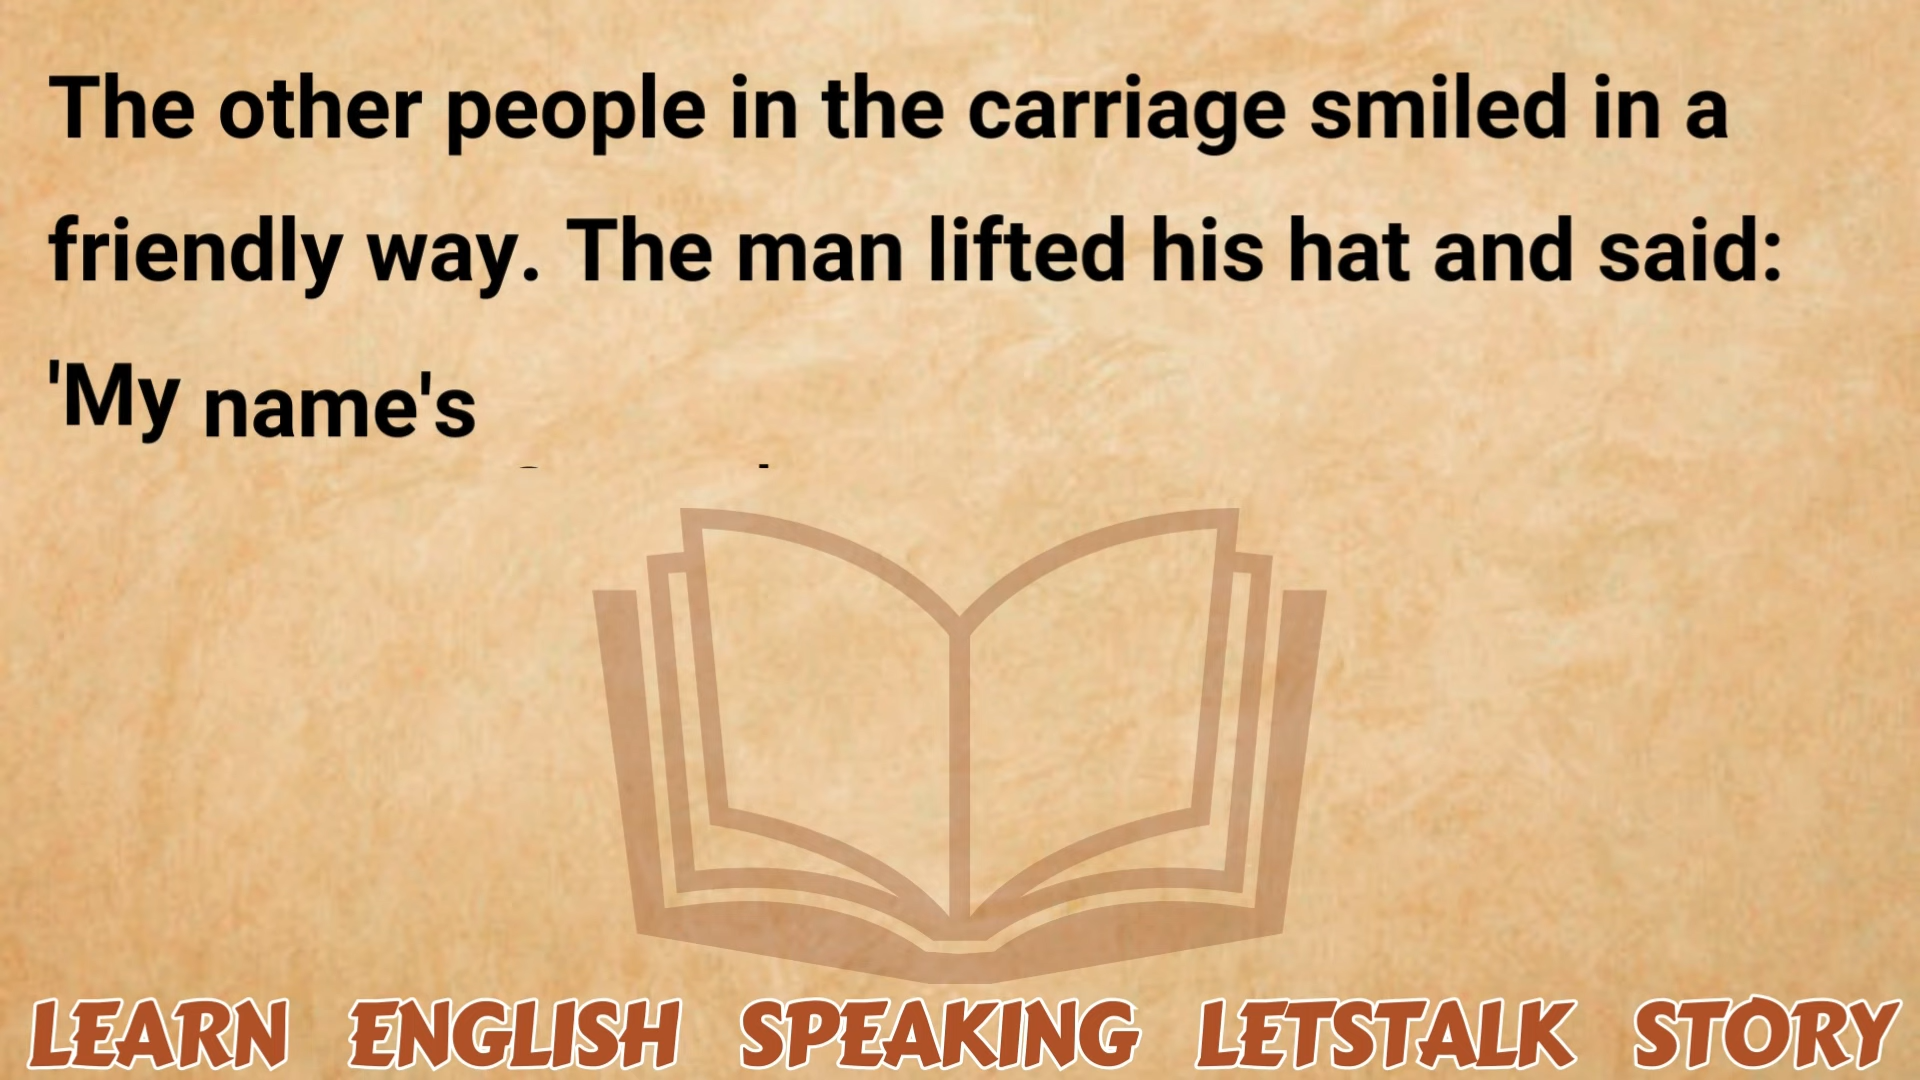 The other people in the carriage smiled in a
friendly way. The man lifted his hat and said:
'My name's
LEARN ENGLISH SPEAKING LETSTALK STORY